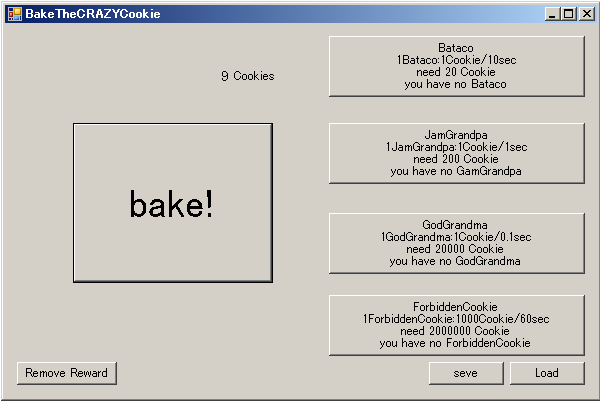 BakeTheCRAZYCookie
9 Cookies
bake!
Bataco
1Bataco:1Cookie/10sec
need 20 Cookie
you have no Bataco
JamGrandpa
1JamGrandpa:1Cookie/1sec
need 200 Cookie
you have no GamGrandpa
GodGrandma
1GodGrandma:1Cookie/0.1sec
need 20000 Cookie
you have no GodGrandma
ForbiddenCookie
1ForbiddenCookie:1000Cookie/60sec
need 2000000 Cookie
you have no ForbiddenCookie
Remove Reward
seve
Load